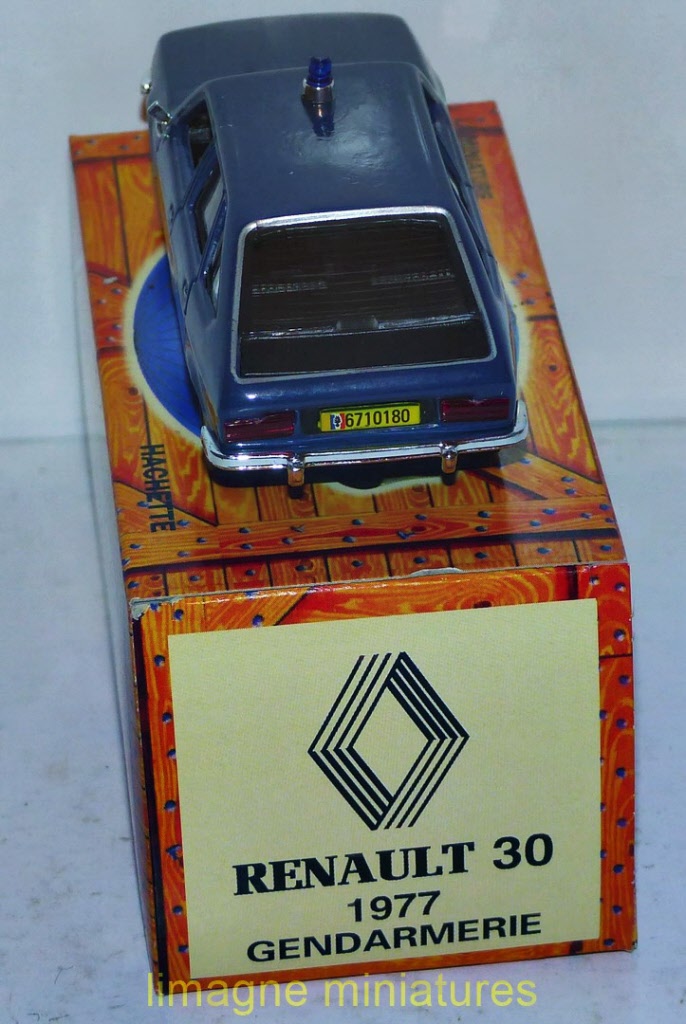 6710180
HACHETTE
RENAULT 30
1977
GENDARMERIE
limagne miniatures